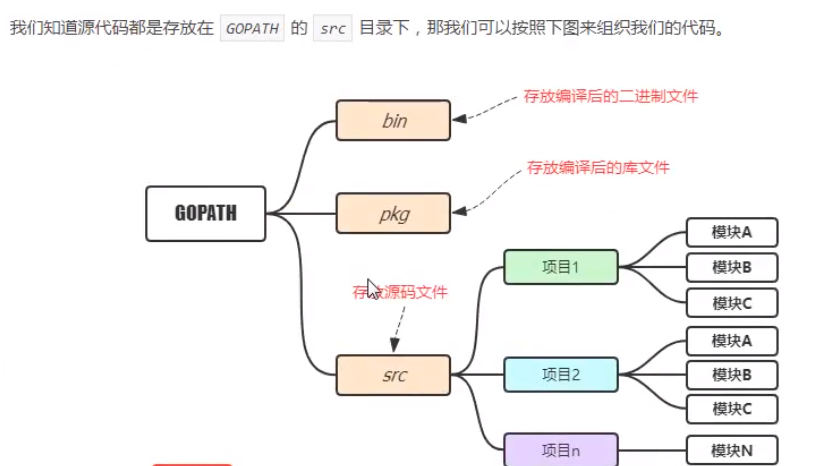 我们知道源代码都是存放在 GOPATH 的 src 目录下，那我们可以按照下图来组织我们的代码。
存放编译后的二进制文件
bin
存放编译后的库文件
GOPATH
pkg
模块A
项目1
模块B
模块C
存放源码文件
模块A
src
项目2
模块B
模块C
项目n
模块N